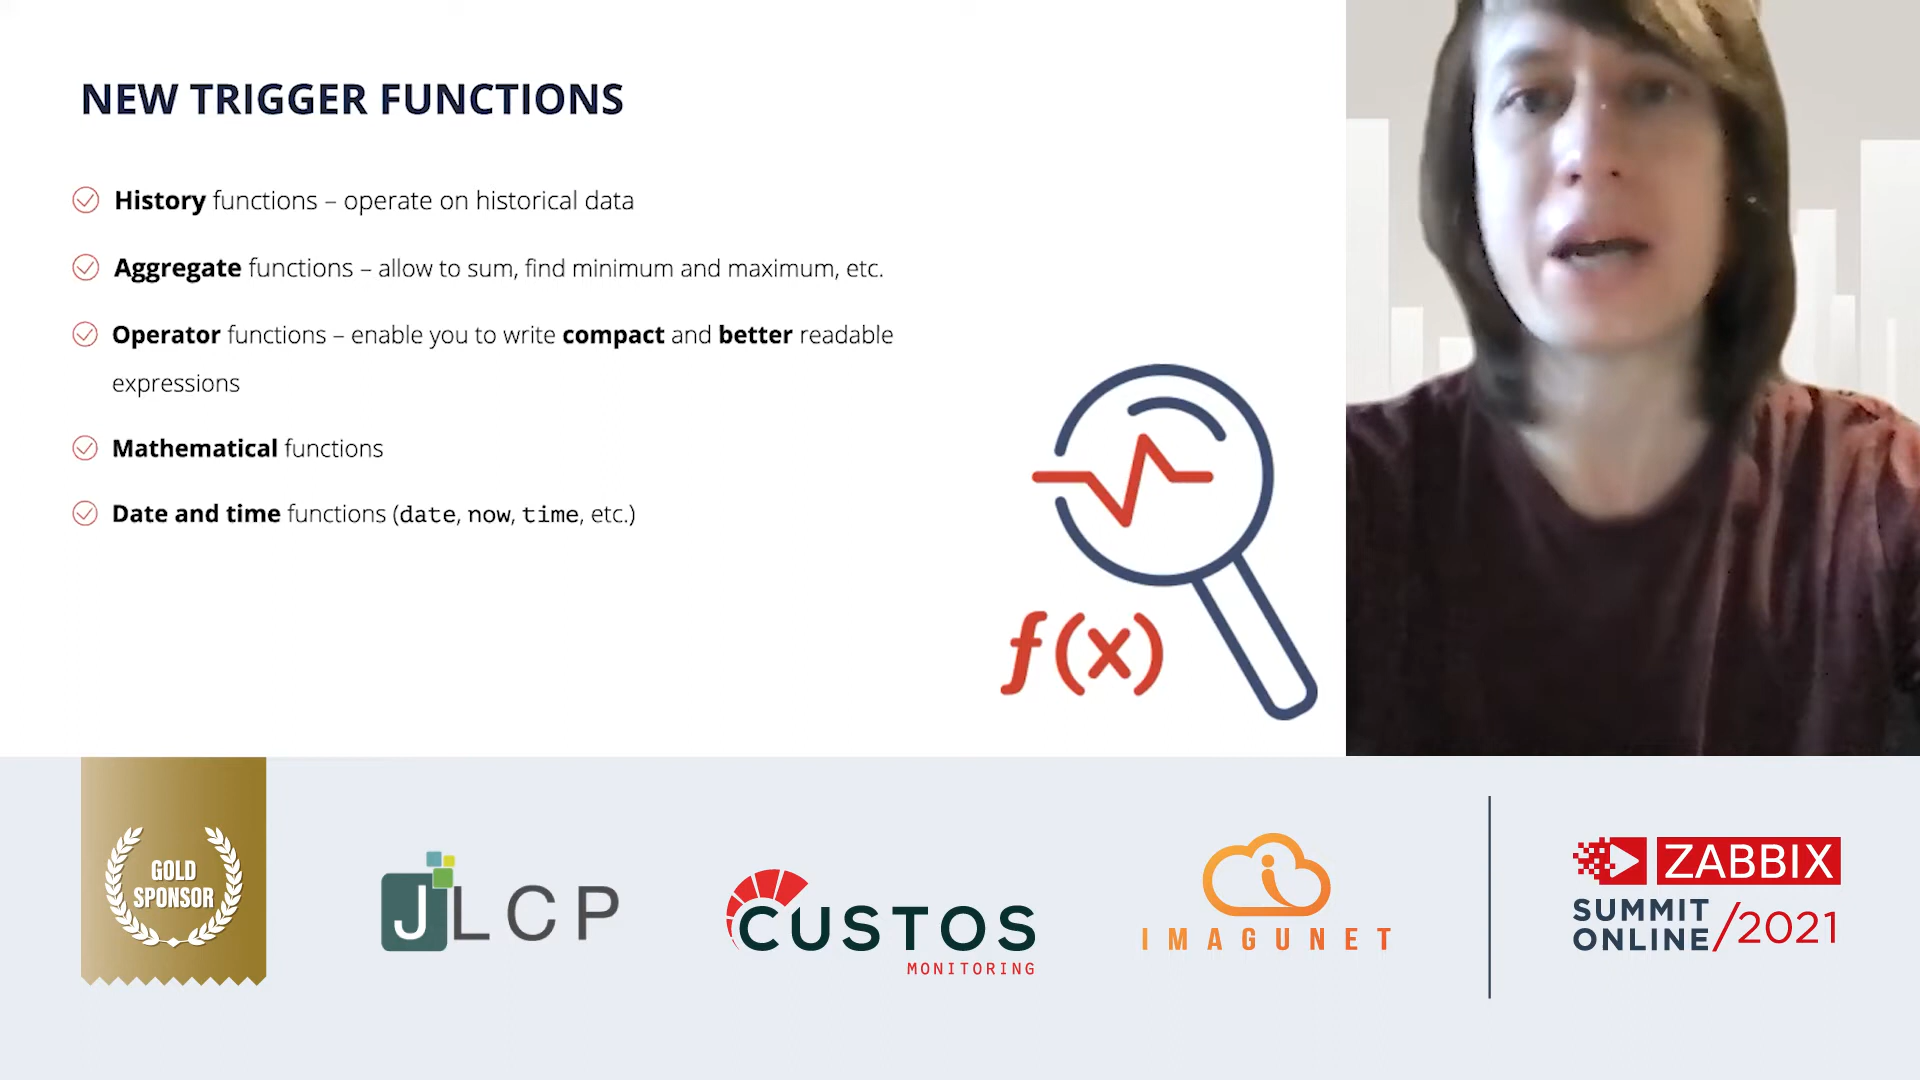 NEW TRIGGER FUNCTIONS
History functions – operate on historical data
Aggregate functions – allow to sum, find minimum and maximum, etc.
Operator functions – enable you to write compact and better readable
expressions
Mathematical functions
Date and time functions (date, now, time, etc.)
f(x)
GOLD
SPONSOR
JLCP
CUSTOS
MONITORING
IMAGUNET
ZABBIX
SUMMIT
ONLINE/2021